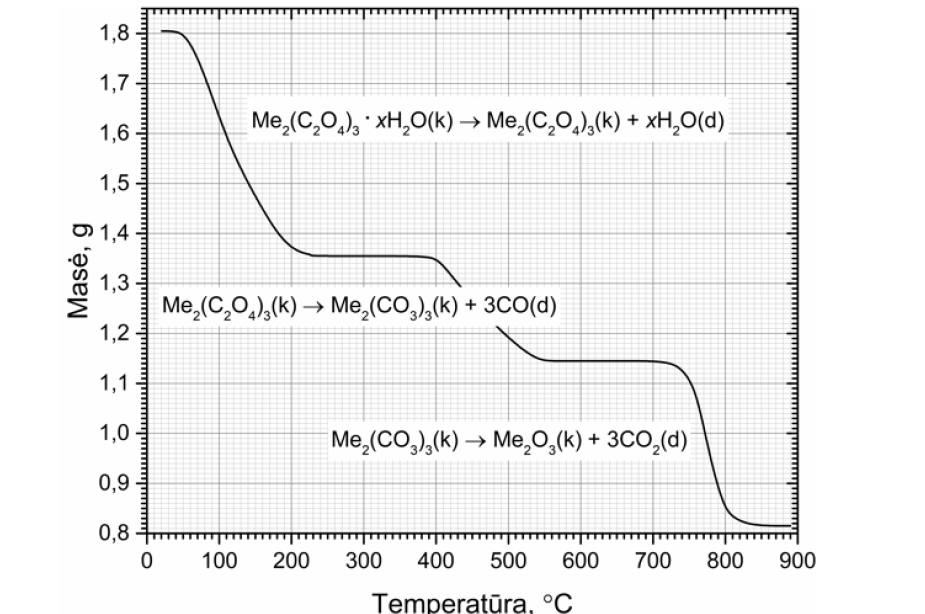 1,8
1,7
1,6
1,5
1,4
1,3
1,2
1,1
1,0
0,9
0,8
Masė, g
Me₂(C₂O₄)₃ · xH₂O(k) → Me₂(C₂O₄)₃(k) + xH₂O(d)
Me₂(C₂O₄)₃(k) → Me₂(CO₃)₃(k) + 3CO(d)
Me₂(CO₃)₃(k) → Me₂O₃(k) + 3CO₂(d)
0 100 200 300 400 500 600 700 800 900
Temperatūra, °C